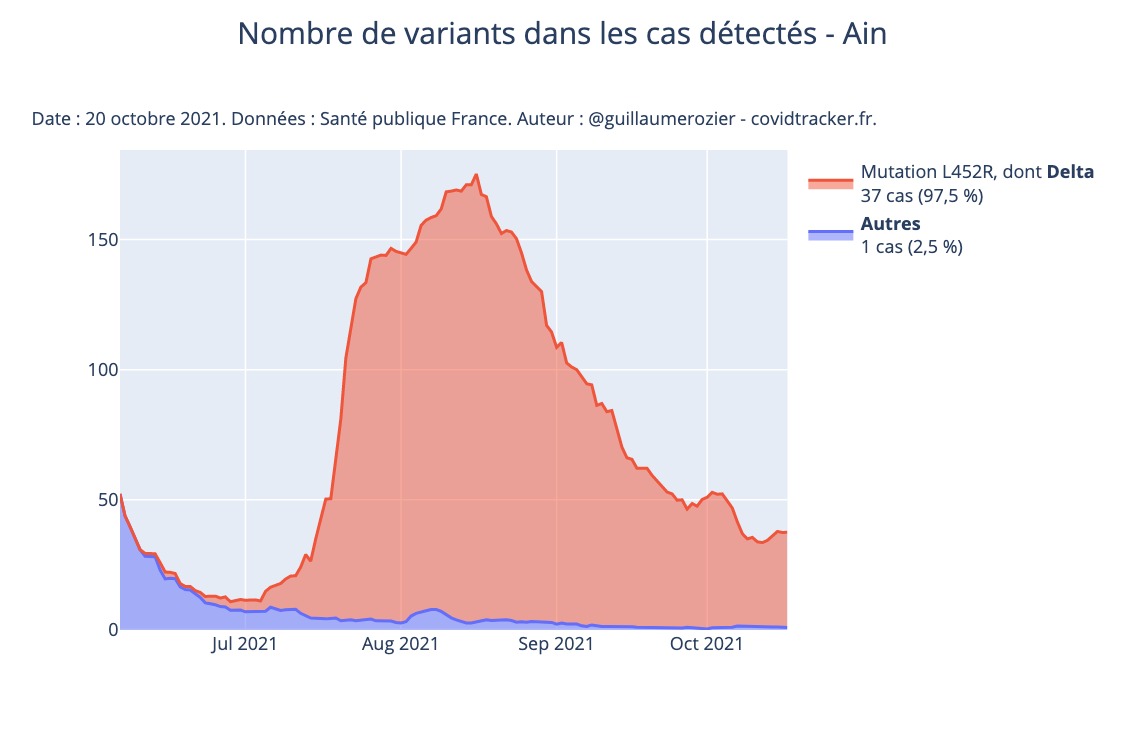 Nombre de variants dans les cas détectés - Ain
Date : 20 octobre 2021. Données : Santé publique France. Auteur : @guillaumerozier - covidtracker.fr.
Mutation L452R, dont Delta
37 cas (97,5 %)
Autres
1 cas (2,5 %)
150
100
50
0
Jul 2021
Aug 2021
Sep 2021
Oct 2021